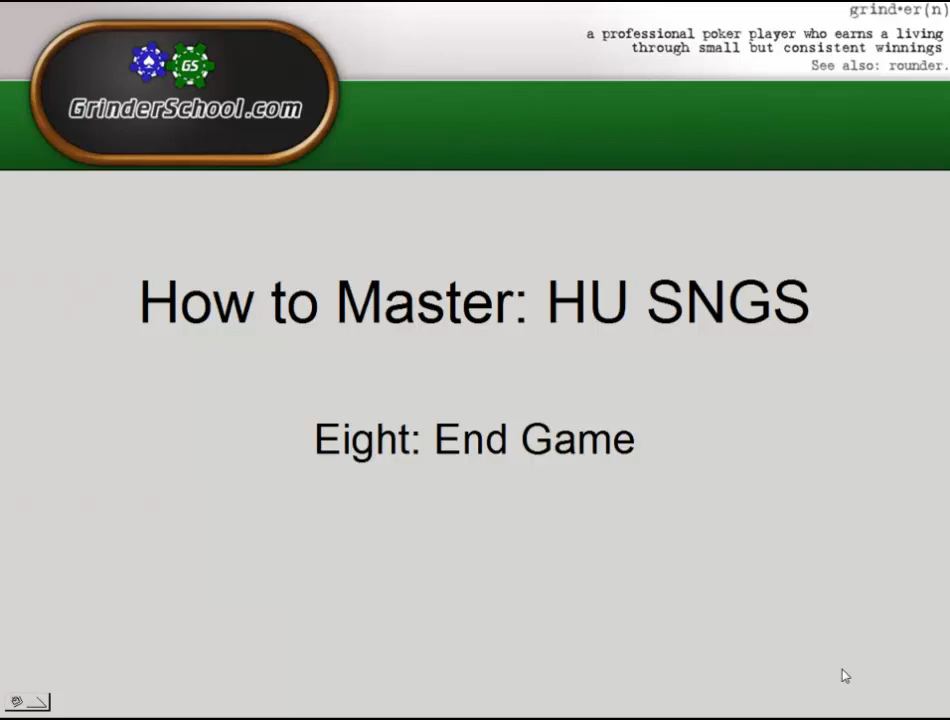 grind•er(n)
a professional poker player who earns a living
through small but consistent winnings
See also: rounder.
GS
GrinderSchool.com
How to Master: HU SNGS
Eight: End Game